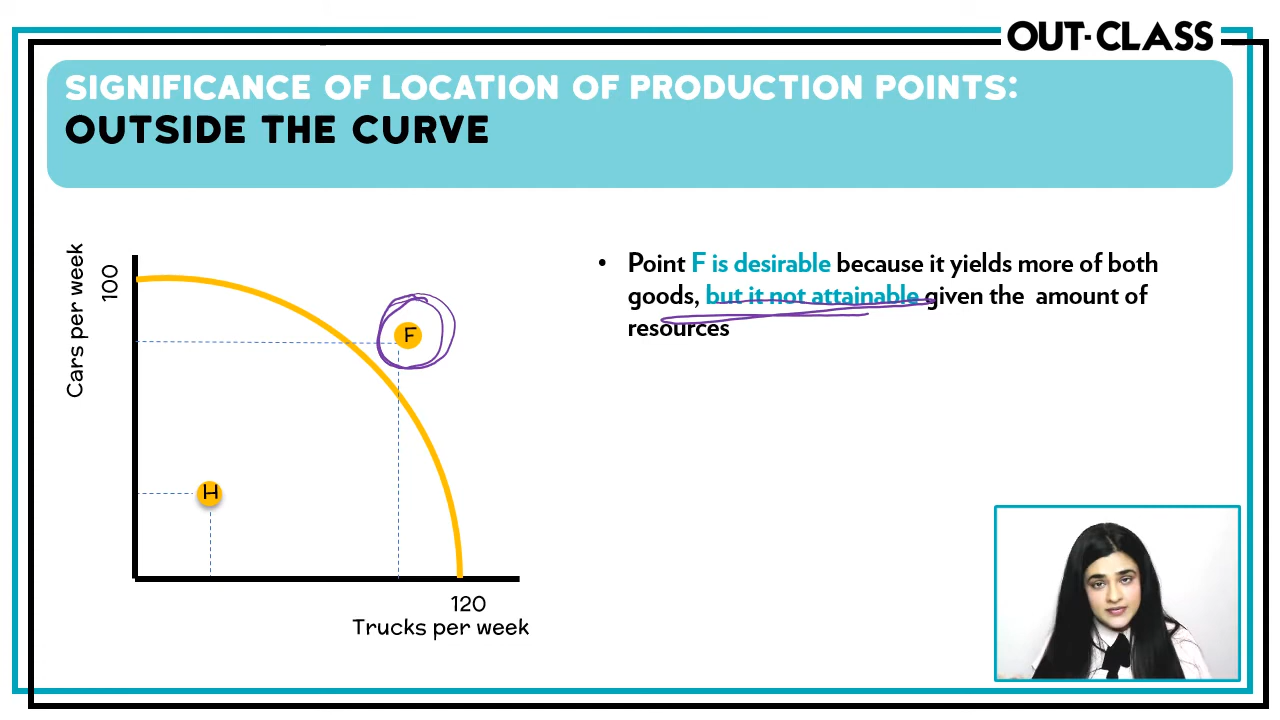 OUT-CLASS
SIGNIFICANCE OF LOCATION OF PRODUCTION POINTS:
OUTSIDE THE CURVE
Cars per week
100
F
H
120
Trucks per week
• Point F is desirable because it yields more of both
goods, but it not attainable given the amount of
resources